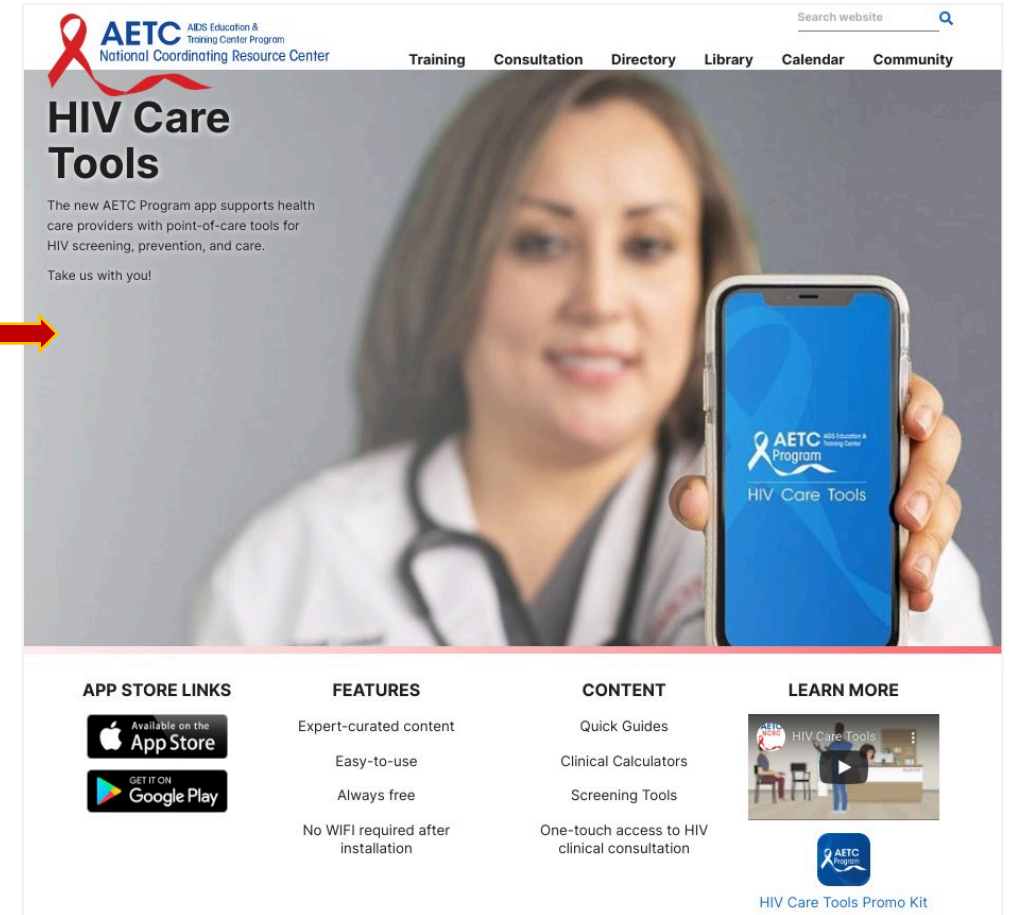 Search website
AETC AIDS Education &
Training Center Program
National Coordinating Resource Center
Training Consultation Directory Library Calendar Community
HIV Care
Tools
The new AETC Program app supports health
care providers with point-of-care tools for
HIV screening, prevention, and care.
Take us with you!
AETC AIDS Education &
Training Center
Program
HIV Care Tools
APP STORE LINKS
Available on the
App Store
GET IT ON
Google Play
FEATURES
Expert-curated content
Easy-to-use
Always free
No WIFI required after
installation
CONTENT
Quick Guides
Clinical Calculators
Screening Tools
One-touch access to HIV
clinical consultation
LEARN MORE
AETC
NCRC
HIV Care Tools
AETC
Program
HIV Care Tools Promo Kit